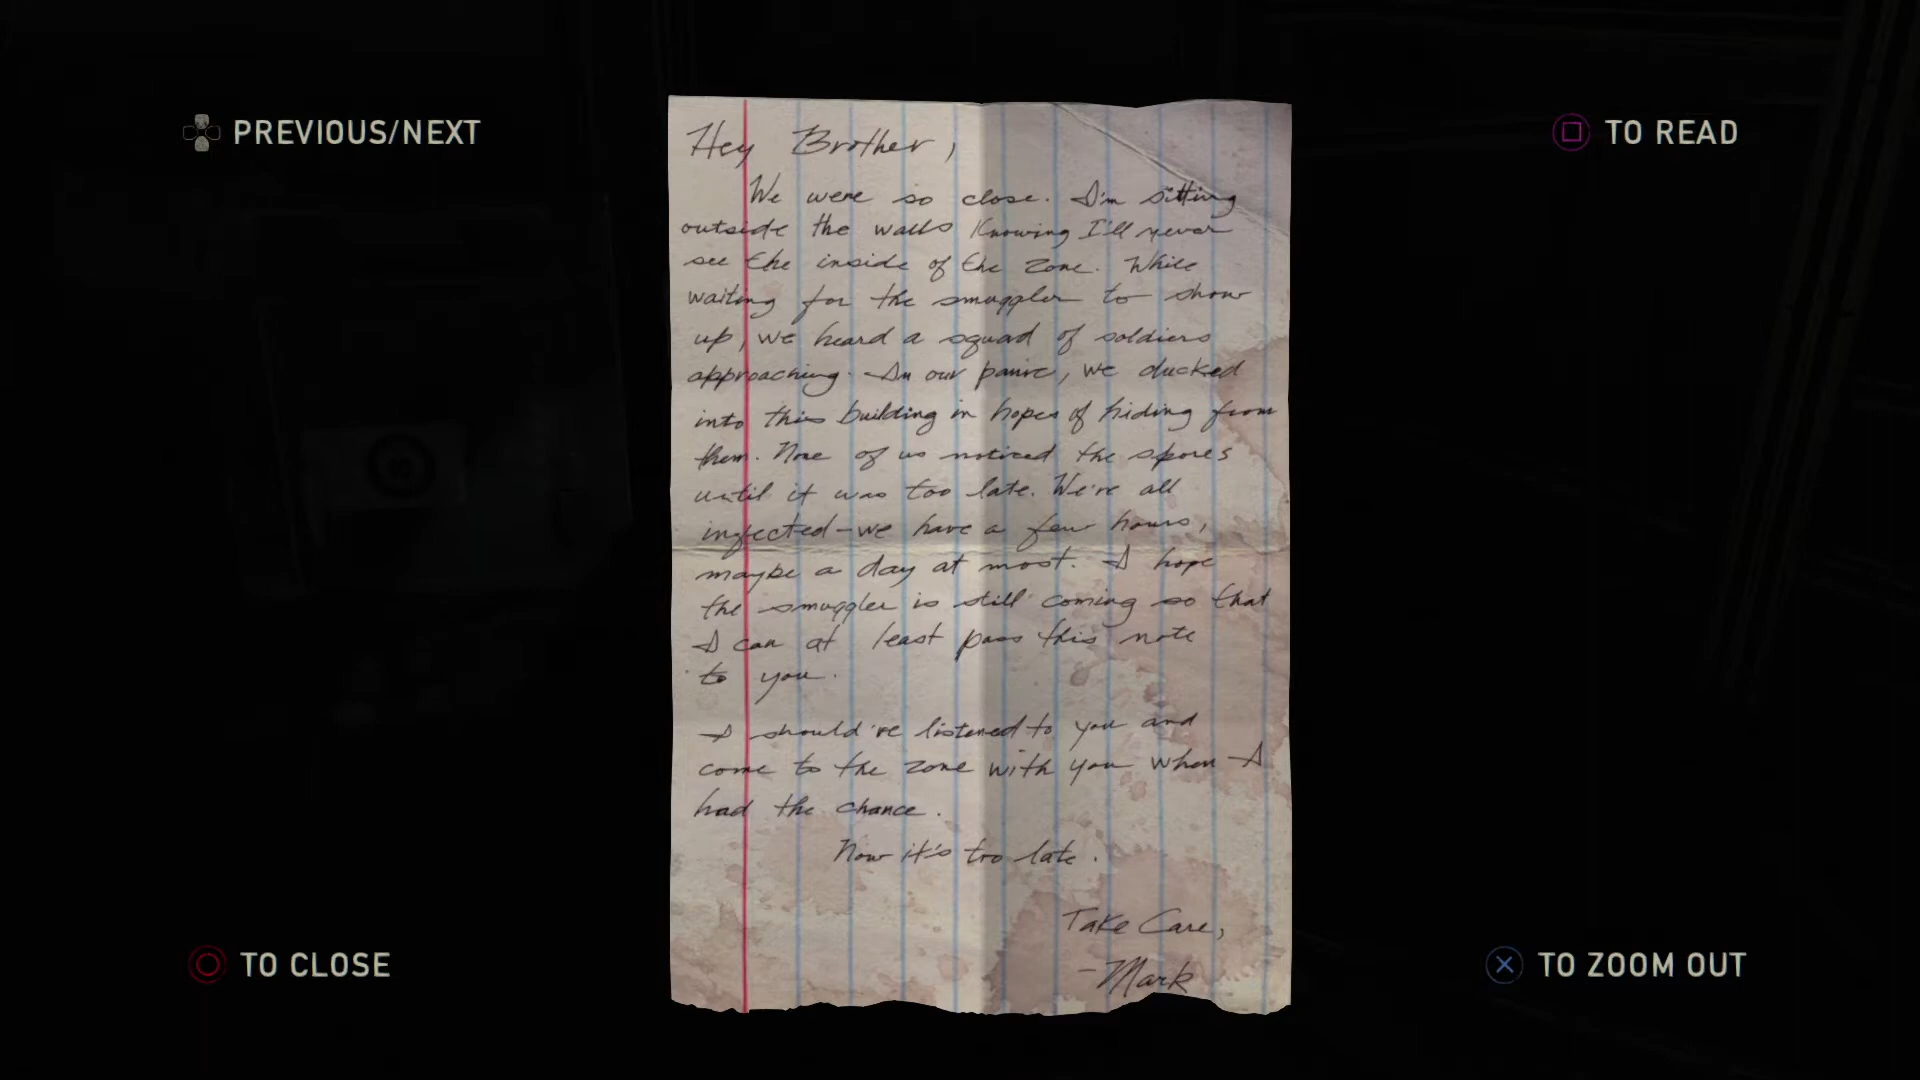 PREVIOUS/NEXT
TO READ
Hey Brother,
We were so close. I'm sitting
outside the walls knowing I'll never
see the inside of the zone. While
waiting for the smuggler to show
up, we heard a squad of soldiers
approaching. In our panic, we ducked
into this building in hopes of hiding from
them. None of us noticed the spores
until it was too late. We're all
infected-we have a few hours,
maybe a day at most. I hope
the smuggler is still coming so that
I can at least pass this note
to you.
I should've listened to you and
come to the zone with you when I
had the chance.
Now it's too late.
Take Care,
-Mark
TO CLOSE
TO ZOOM OUT